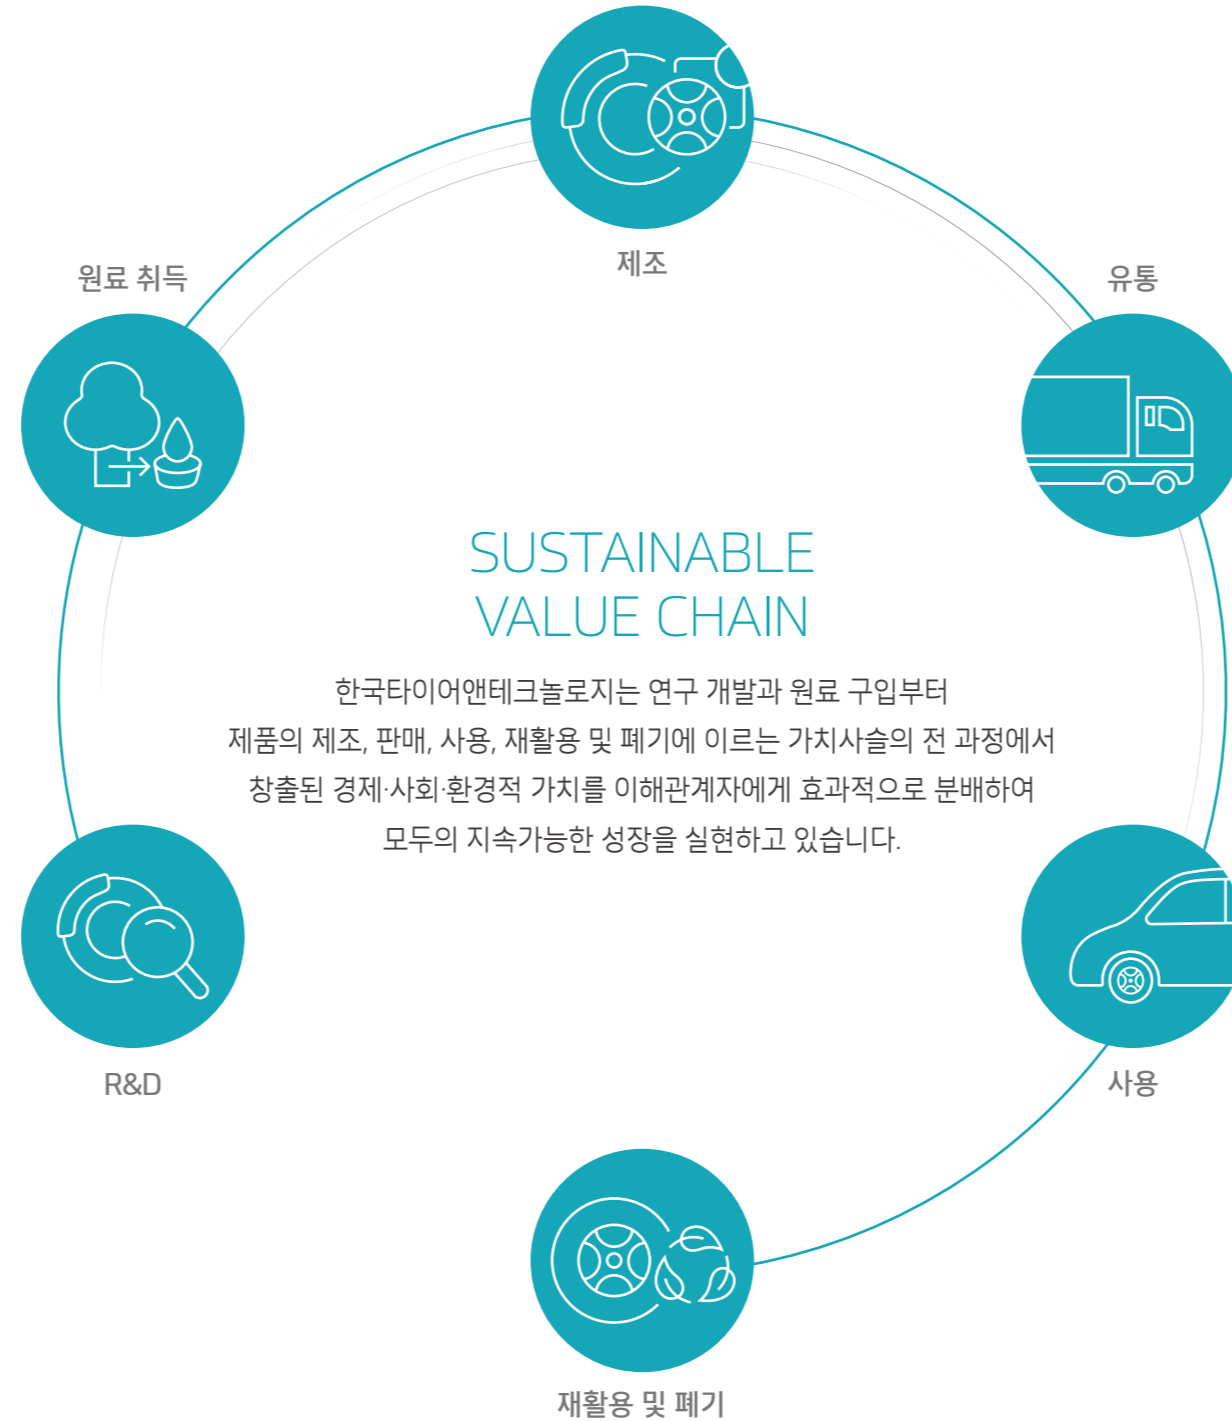 제조
원료 취득
유통
SUSTAINABLE
VALUE CHAIN
한국타이어앤테크놀로지는 연구 개발과 원료 구입부터
제품의 제조, 판매, 사용, 재활용 및 폐기에 이르는 가치사슬의 전 과정에서
창출된 경제·사회·환경적 가치를 이해관계자에게 효과적으로 분배하여
모두의 지속가능한 성장을 실현하고 있습니다.
R&D
사용
재활용 및 폐기